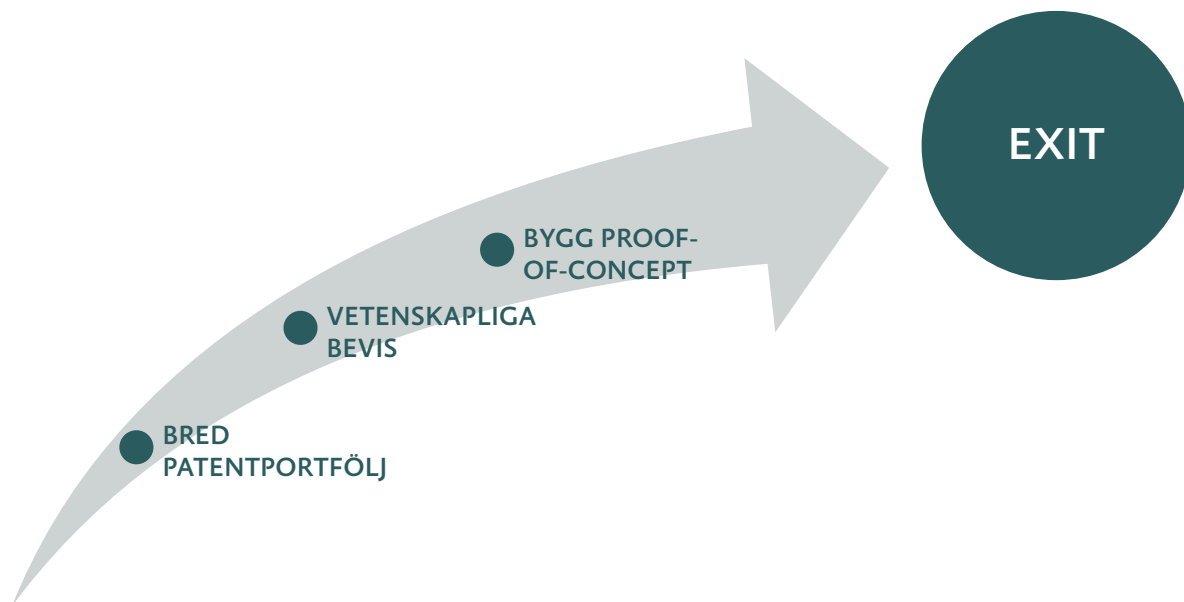 EXIT
BYGG PROOF-
OF-CONCEPT
VETENSKAPLIGA
BEVIS
BRED
PATENTPORTFÖLJ